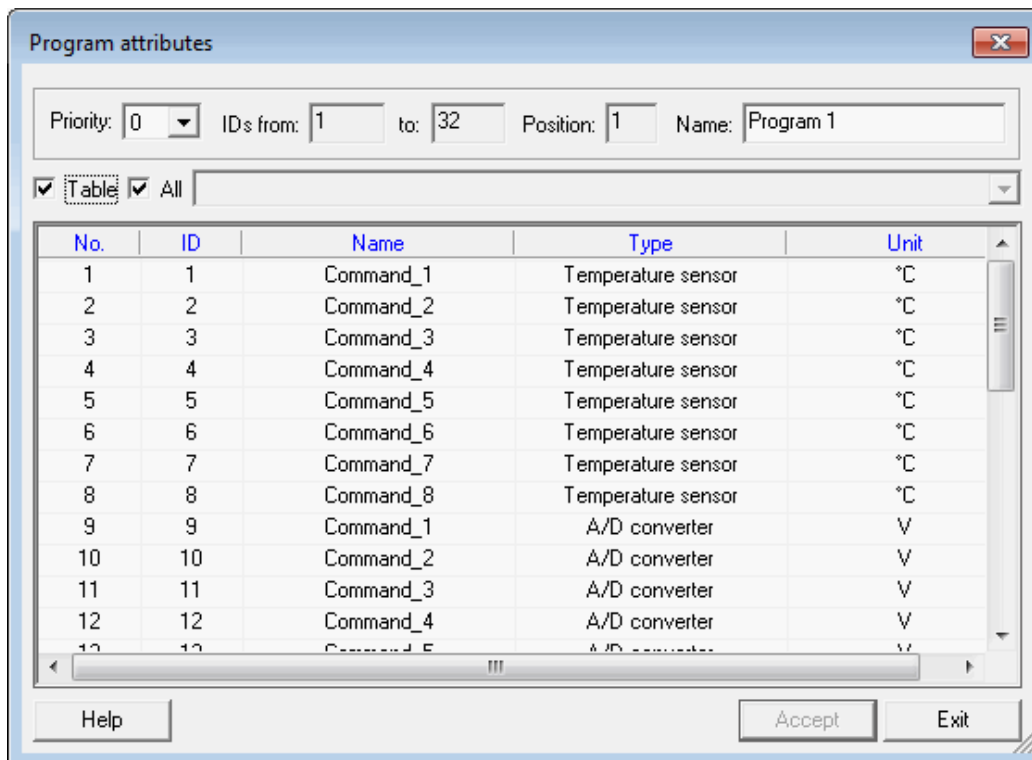 Program attributes
Priority: 0 IDs from: 1 to: 32 Position: 1 Name: Program 1
Table All
No. ID Name Type Unit
1 1 Command_1 Temperature sensor °C
2 2 Command_2 Temperature sensor °C
3 3 Command_3 Temperature sensor °C
4 4 Command_4 Temperature sensor °C
5 5 Command_5 Temperature sensor °C
6 6 Command_6 Temperature sensor °C
7 7 Command_7 Temperature sensor °C
8 8 Command_8 Temperature sensor °C
9 9 Command_1 A/D converter V
10 10 Command_2 A/D converter V
11 11 Command_3 A/D converter V
12 12 Command_4 A/D converter V
13 13 Command_5 A/D converter V
Help Accept Exit